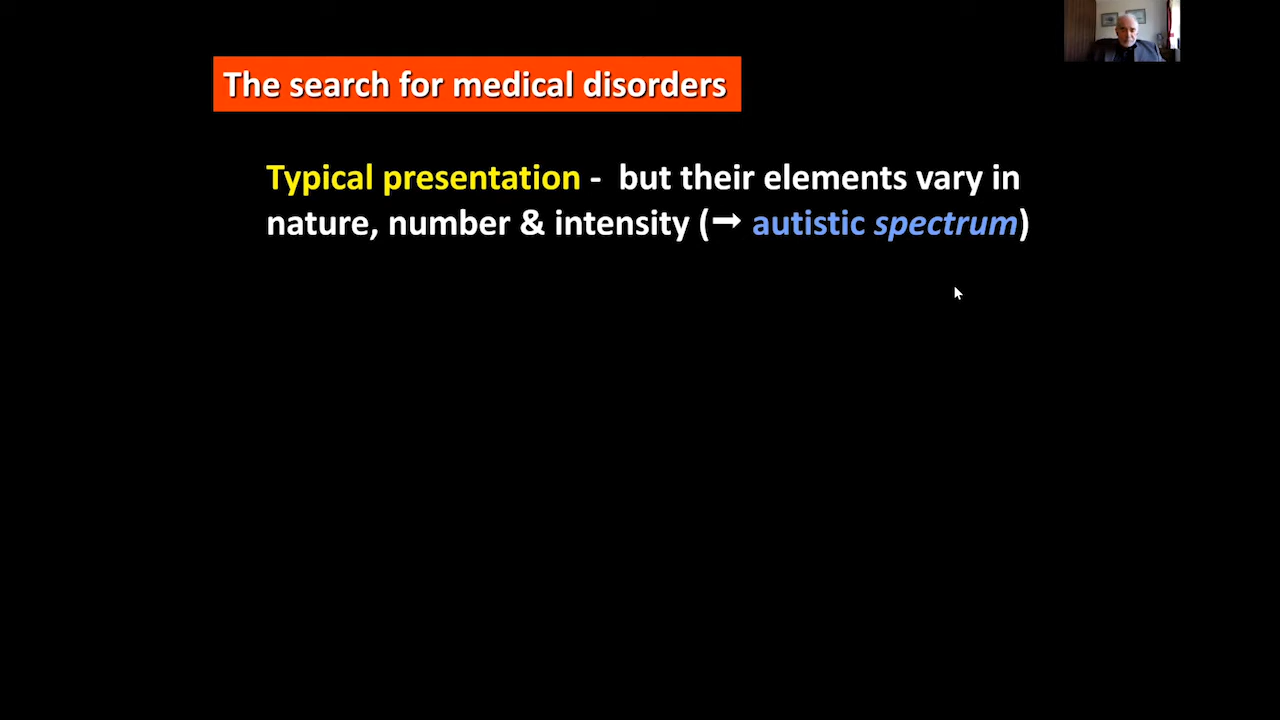 The search for medical disorders
Typical presentation - but their elements vary in
nature, number & intensity (➞ autistic spectrum)